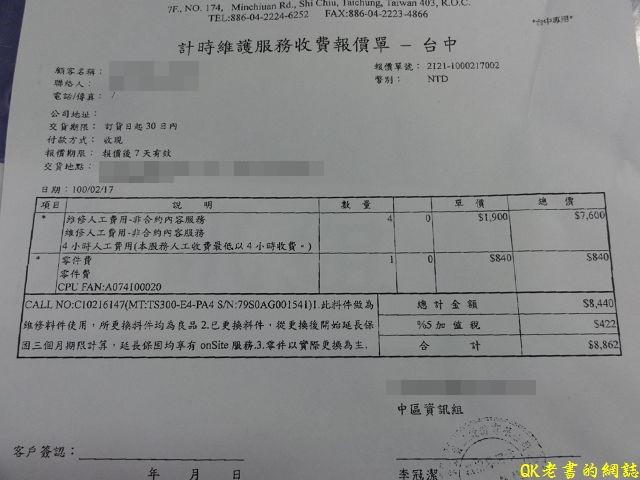 7F., NO. 174, Minchiuan Rd., Shi Chiu, Taichung, Taiwan 403, R.O.C.
TEL:886-04-2224-6252 FAX:886-04-2223-4866
*台中專用*
計時維護服務收費報價單 – 台中
顧客名稱：
報價單號： 2121-1000217002
聯絡人：
幣別： NTD
電話/傳真： /
公司地址：
交貨期限： 訂貨日起 30 日內
付款方式： 收現
報價期限： 報價後 7 天有效
交貨地點：
日期：100/02/17
項目 說 明 數 量 單 價 總 價
* 維修人工費用-非合約內容服務 4 0 $1,900 $7,600
維修人工費用-非合約內容服務
4 小時人工費用(本服務人工收費最低以 4 小時收費。)
* 零件費 1 0 $840 $840
零件費
CPU FAN:A074100020
CALL NO:C10216147(MT:TS300-E4-PA4 S/N:79S0AG001541)1.此料件做為
維修料件使用，所更換料件均為良品 2.已更換料件，從更換後開始延長保
固三個月期限計算，延長保固均享有 onSite 服務.3.零件以實際更換為主.
總 計 金 額 $8,440
%5 加 值 稅 $422
合 計 $8,862
中區資訊組
客戶簽認：
年 月 日
李冠潔
QK老書的網誌